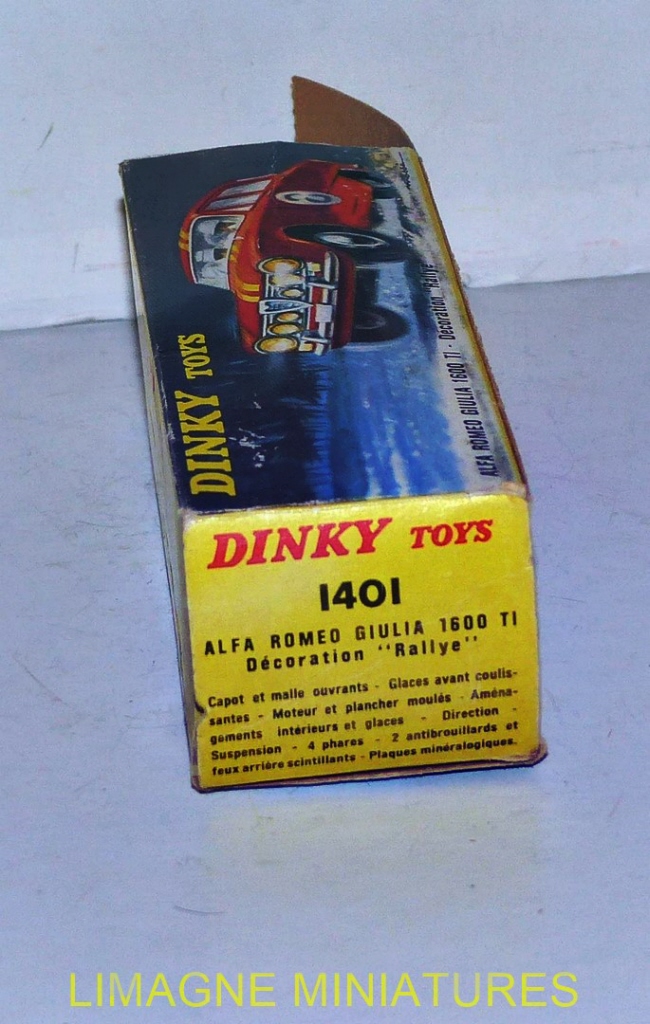 DINKY TOYS
ALFA ROMEO GIULIA 1600 TI - Décoration "Rallye"
8
DINKY TOYS
1401
ALFA ROMEO GIULIA 1600 TI
Décoration "Rallye"
Capot et malle ouvrants - Glaces avant coulis-
santes - Moteur et plancher moulés - Aména-
gements intérieurs et glaces - Direction -
Suspension - 4 phares - 2 antibrouillards et
feux arrière scintillants - Plaques minéralogiques.
LIMAGNE MINIATURES